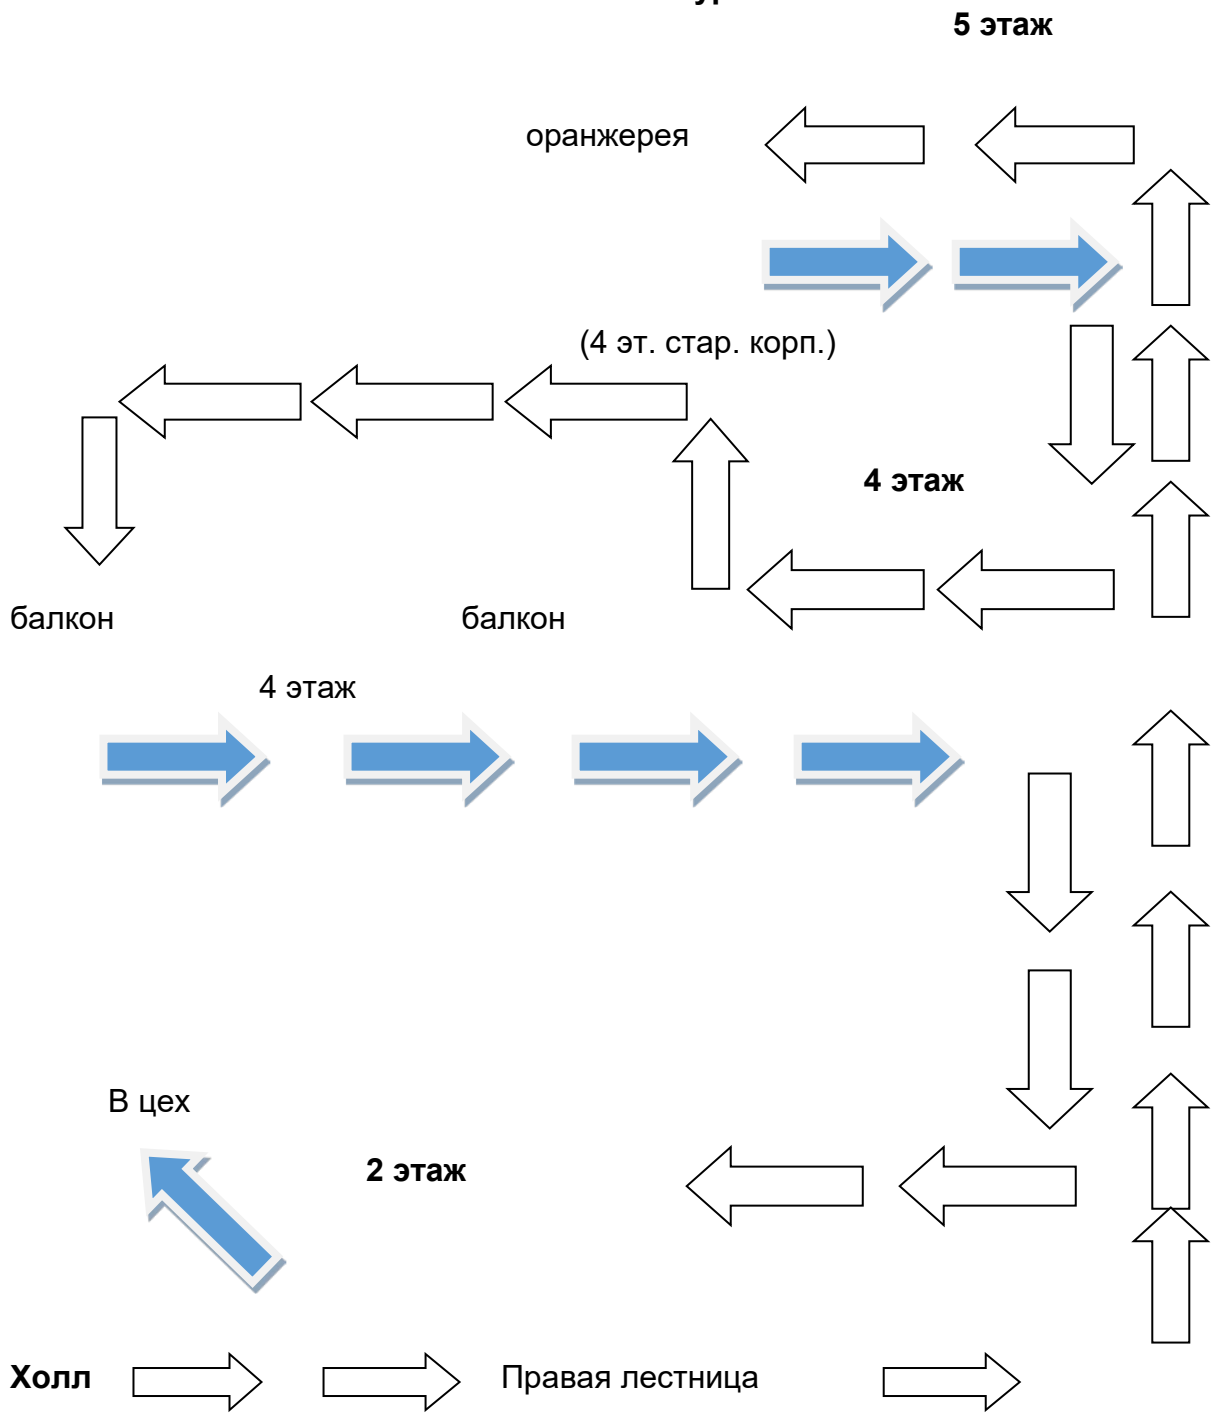 5 этаж
оранжерея
(4 эт. стар. корп.)
4 этаж
балкон
балкон
4 этаж
В цех
2 этаж
Холл
Правая лестница